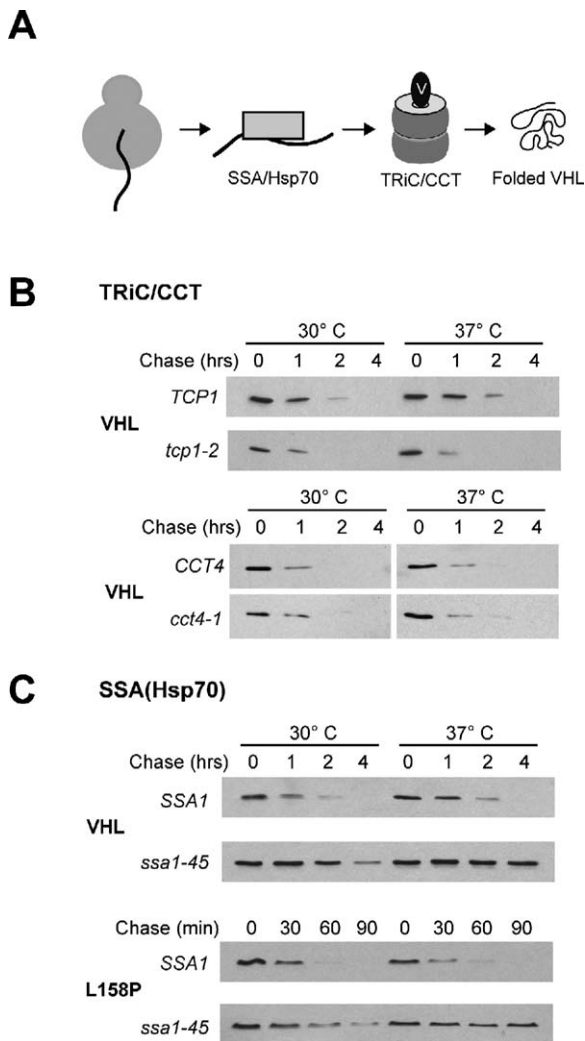 A
V
SSA/Hsp70 TRiC/CCT Folded VHL
B TRiC/CCT
30° C 37° C
Chase (hrs) 0 1 2 4 0 1 2 4
TCP1
VHL
tcp1-2
30° C 37° C
Chase (hrs) 0 1 2 4 0 1 2 4
CCT4
VHL
cct4-1
C SSA(Hsp70)
30° C 37° C
Chase (hrs) 0 1 2 4 0 1 2 4
SSA1
VHL
ssa1-45
Chase (min) 0 30 60 90 0 30 60 90
SSA1
L158P
ssa1-45